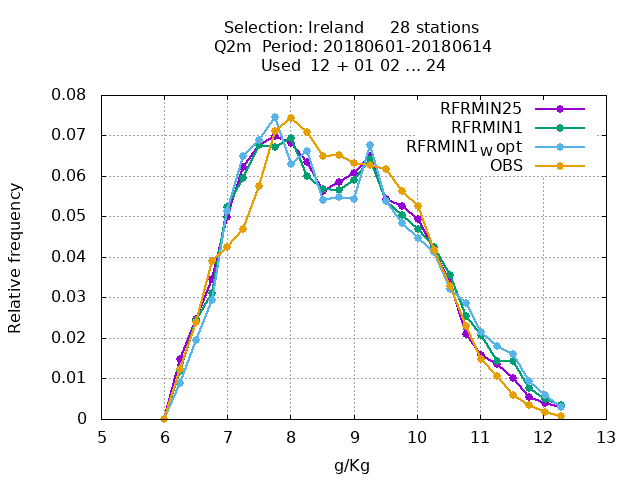 Selection: Ireland 28 stations
Q2m Period: 20180601-20180614
Used 12 + 01 02 ... 24
RFRMIN25
RFRMIN1
RFRMIN1_W opt
OBS
Relative frequency
0.08
0.07
0.06
0.05
0.04
0.03
0.02
0.01
0
5 6 7 8 9 10 11 12 13
g/Kg